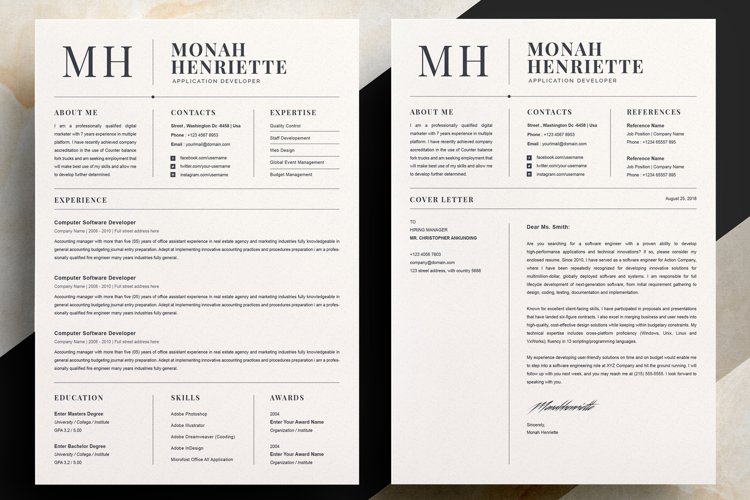 MH
MONAH
HENRIETTE
APPLICATION DEVELOPER
ABOUT ME
I am a professionally qualified digital
marketer with 7 years experience in multiple
platform. I have recently achieved company
accreditation in the use of Counter balance
fork trucks and am seeking employment that
will make best use of my skills and allow me
to develop further determined.
CONTACTS
Street , Washington Dc -6458 | Usa
Phone : +123 4567 8953
Email : yourlmail@domain.com
facebook.com/username
twitter.com/your-username
instagram.com/username
EXPERTISE
Quality Control
Staff Developement
Web Design
Global Event Management
Budget Management
EXPERIENCE
Computer Software Developer
Company Name | 2008 - 2010 | Full street address here
Accounting manager with more than five (05) years of office assistant experience in real estate agency and marketing industries fully knowledgeable in
general accounting budgeting journal entry preparation. Adept at implementing innovative accounting practices and procedures preparation i am a profes-
sionally qualified fire engineer many years industries fully general.
Computer Software Developer
Company Name | 2008 - 2010 | Full street address here
Accounting manager with more than five (05) years of office assistant experience in real estate agency and marketing industries fully knowledgeable in
general accounting budgeting journal entry preparation. Adept at implementing innovative accounting practices and procedures preparation i am a profes-
sionally qualified fire engineer many years industries fully general.
Computer Software Developer
Company Name | 2008 - 2010 | Full street address here
Accounting manager with more than five (05) years of office assistant experience in real estate agency and marketing industries fully knowledgeable in
general accounting budgeting journal entry preparation. Adept at implementing innovative accounting practices and procedures preparation i am a profes-
sionally qualified fire engineer many years industries fully general.
EDUCATION
Enter Masters Degree
University / Collega / Institute
GPA 3.2 / 5.00
Enter Bachelor Degree
University / Collega / Institute
GPA 3.2 / 5.00
SKILLS
Adobe Photoshop
Adobe Illustrator
Adobe Dreamweaver (Cooding)
Adobe InDesign
Microfost Office All Application
AWARDS
2004
Enter Your Award Name
Organization / Institute
2004
Enter Your Award Name
Organization / Institute
MH
MONAH
HENRIETTE
APPLICATION DEVELOPER
ABOUT ME
I am a professionally qualified digital
marketer with 7 years experience in multiple
platform. I have recently achieved company
accreditation in the use of Counter balance
fork trucks and am seeking employment that
will make best use of my skills and allow me
to develop further determined.
CONTACTS
Street , Washington Dc -6458 | Usa
Phone : +123 4567 8953
Email : yourlmail@domain.com
facebook.com/username
twitter.com/your-username
instagram.com/username
REFERENCES
Reference Name
Job Position | Company Name
Phone : +1234 65557 895
Reference Name
Job Position | Company Name
Phone : +1234 65557 895
COVER LETTER
August 25, 2018
TO
HIRING MANAGER
MR: CHRISTOPHER ANKUNDING
+123 4056 7803
company@domain.com
123 street address, with country 5688
Dear Ms. Smith:
Are you searching for a software engineer with a proven ability to develop
high-performance applications and technical innovations? If so, please consider my
enclosed resume. Since 2010, I have served as a software engineer for Action Company,
where I have been repeatedly recognized for developing innovative solutions for
multimillion-dollar, globally deployed software and systems. I am responsible for full
lifecycle development of next-generation software, from initial requirement gathering to
design, coding, testing, documentation and implementation.
Known for excellent client-facing skills, I have participated in proposals and presentations
that have landed six-figure contracts. I also excel in merging business and user needs into
high-quality, cost-effective design solutions while keeping within budgetary constraints. My
technical expertise includes cross-platform proficiency (Windows, Unix, Linux and
VxWorks); fluency in 13 scripting/programming languages.
My experience developing user-friendly solutions on time and on budget would enable me
to step into a software engineering role at XYZ Company and hit the ground running. I will
follow up with you next week, and you may reach me at (215) 555-5555. I look forward to
speaking with you.
MonahHenriette
Sincerely,
Monah Henriette